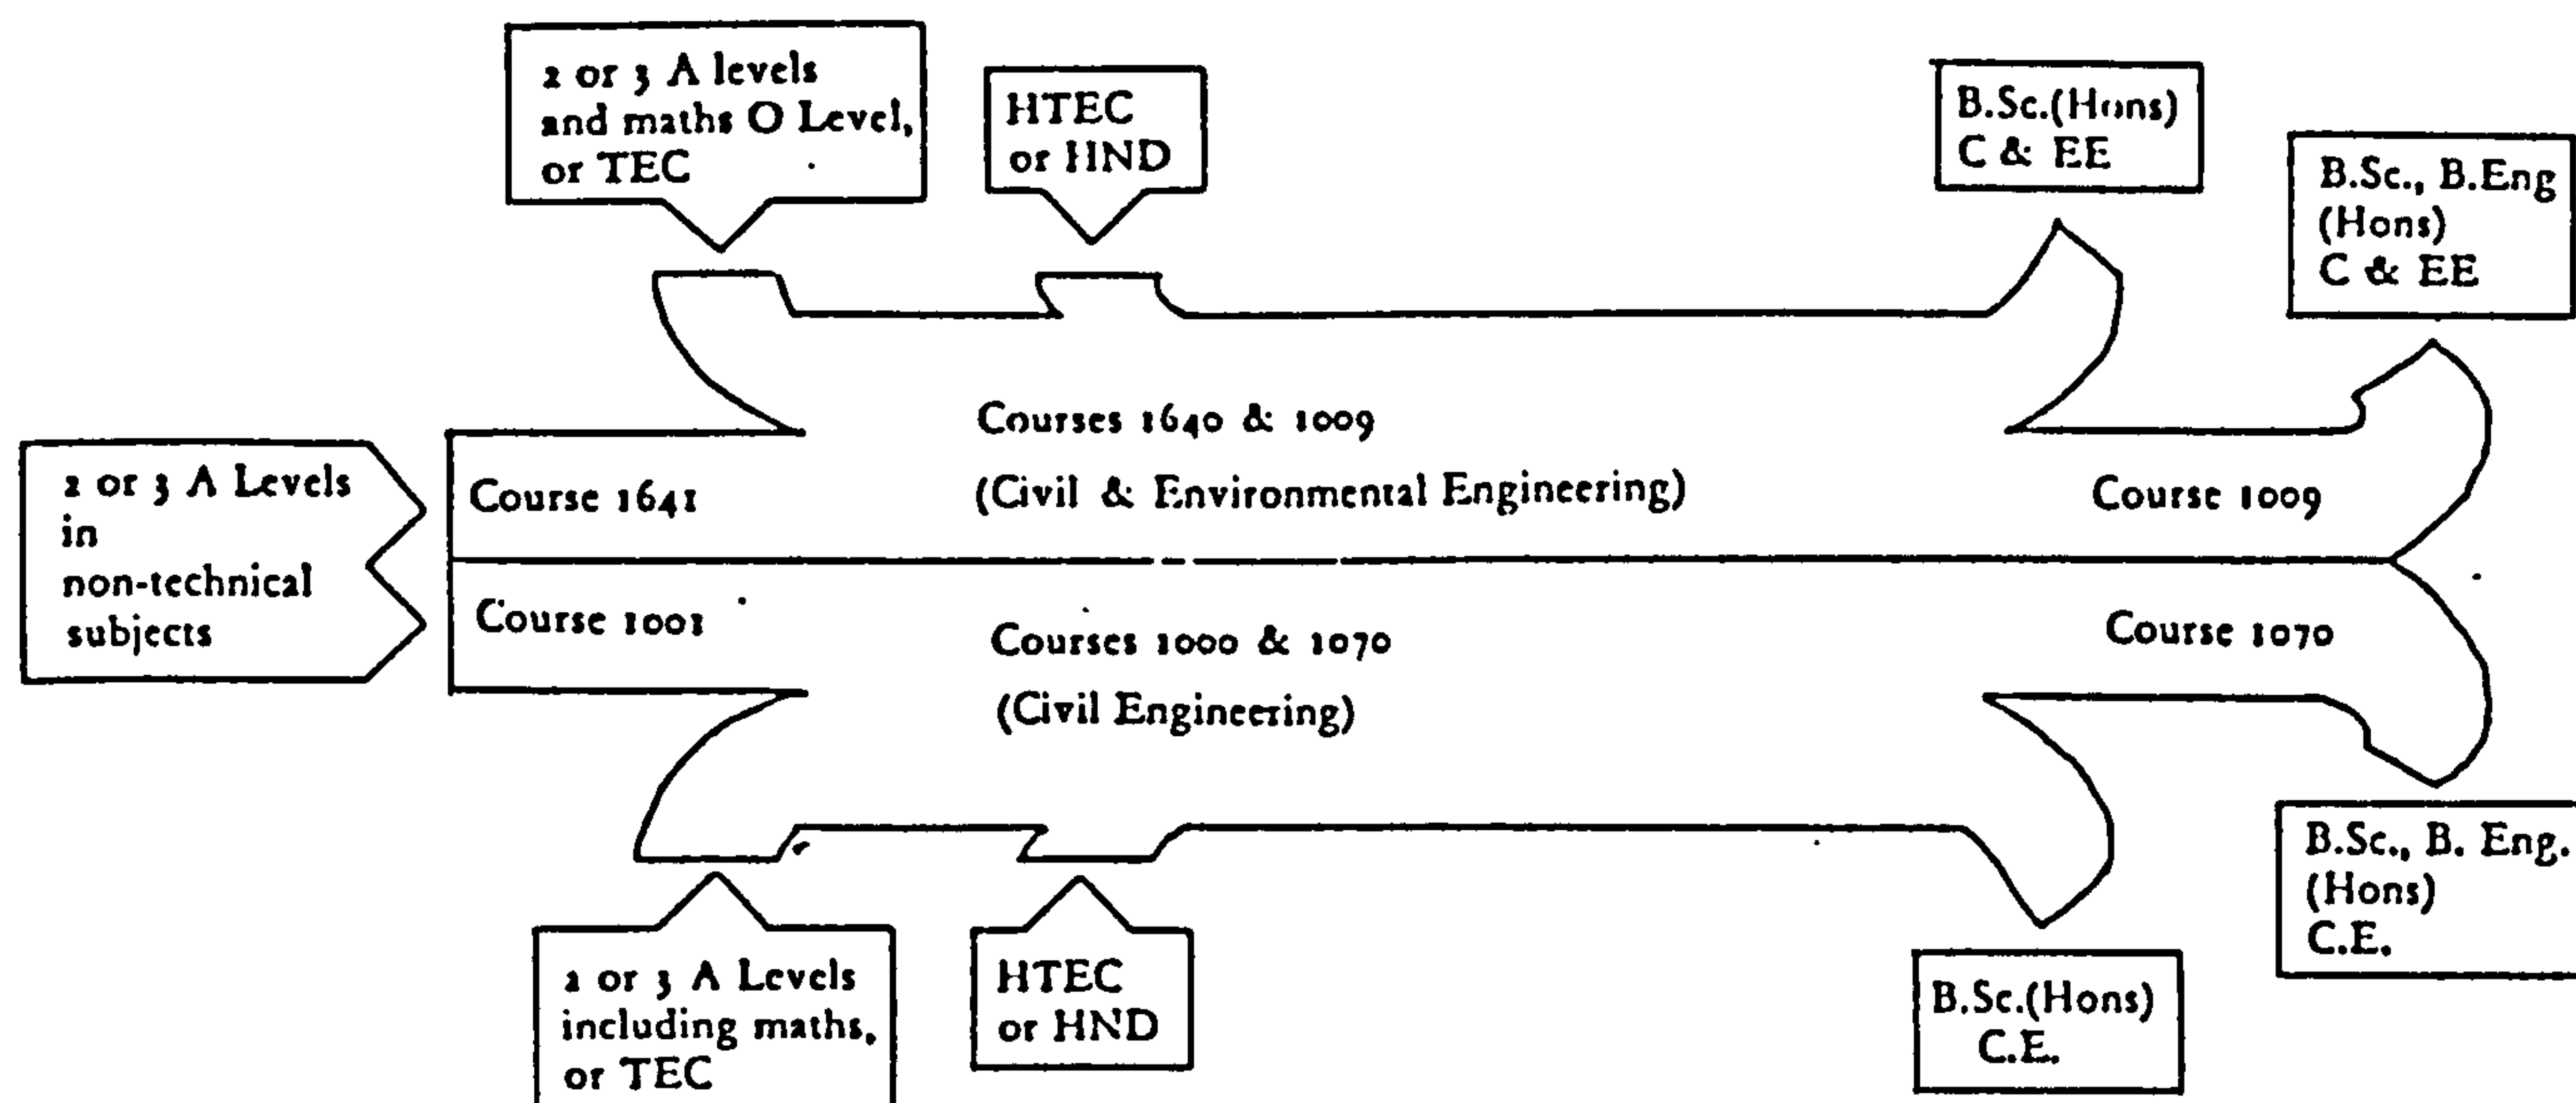 2 or 3 A levels
and maths O Level,
or TEC
HTEC
or HND
B.Sc.(Hons)
C & EE
B.Sc., B.Eng
(Hons)
C & EE
2 or 3 A Levels
in
non-technical
subjects
Course 1641
Courses 1640 & 1009
(Civil & Environmental Engineering)
Course 1009
Course 1001
Courses 1000 & 1070
(Civil Engineering)
Course 1070
2 or 3 A Levels
including maths,
or TEC
HTEC
or HND
B.Sc.(Hons)
C.E.
B.Sc., B. Eng.
(Hons)
C.E.